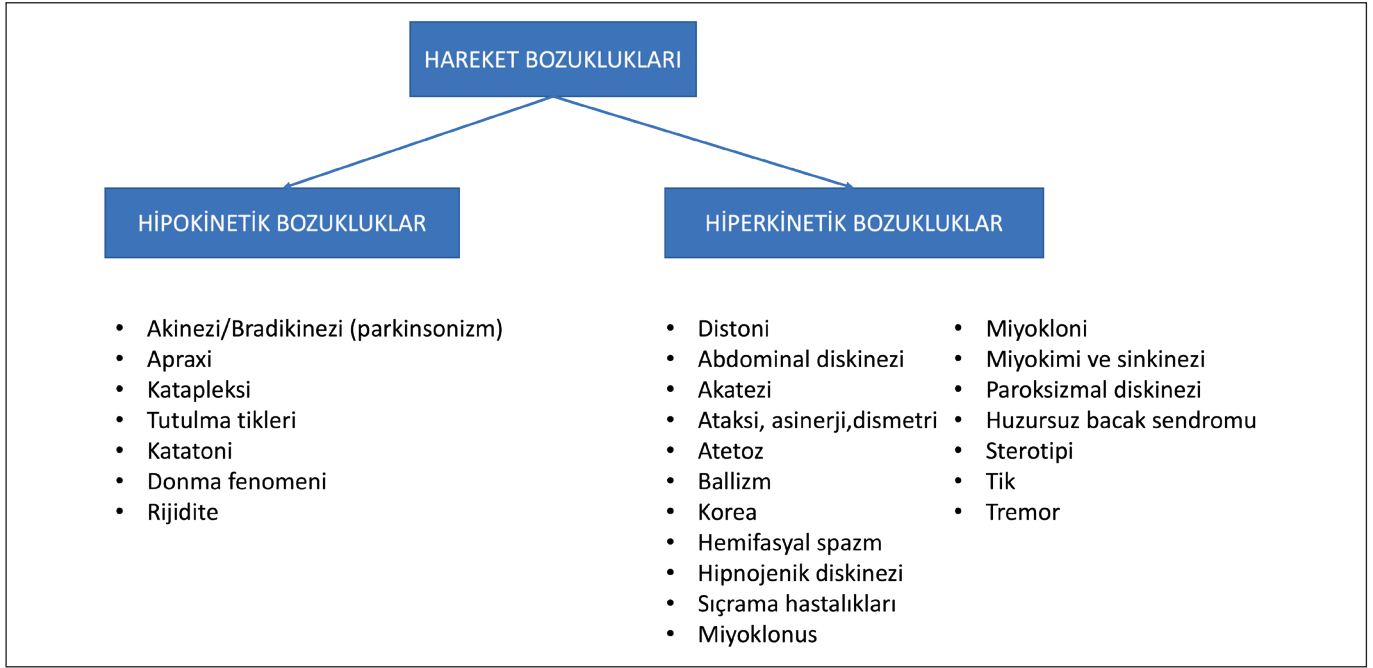 HAREKET BOZUKLUKLARI
HİPOKİNETİK BOZUKLUKLAR
HİPERKİNETİK BOZUKLUKLAR
• Akinezi/Bradikinezi (parkinsonizm)
• Apraxi
• Katapleksi
• Tutulma tikleri
• Katatoni
• Donma fenomeni
• Rijidite
• Distoni
• Abdominal diskinezi
• Akatezi
• Ataksi, asinerji,dismetri
• Atetoz
• Ballizm
• Korea
• Hemifasyal spazm
• Hipnojenik diskinezi
• Sıçrama hastalıkları
• Miyoklonus
• Miyokloni
• Miyokimi ve sinkinezi
• Paroksizmal diskinezi
• Huzursuz bacak sendromu
• Sterotipi
• Tik
• Tremor